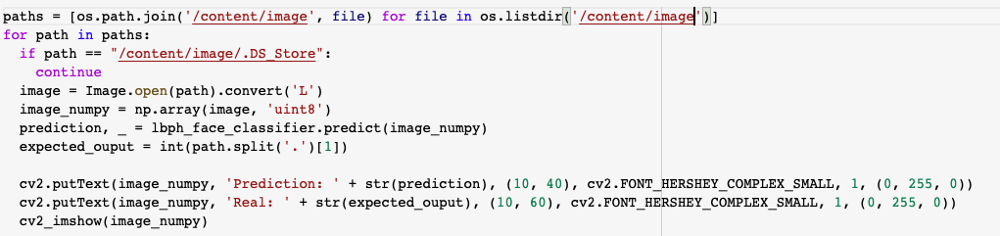 paths = [os.path.join('/content/image', file) for file in os.listdir('/content/image')]
for path in paths:
  if path == "/content/image/.DS_Store":
    continue
  image = Image.open(path).convert('L')
  image_numpy = np.array(image, 'uint8')
  prediction, _ = lbph_face_classifier.predict(image_numpy)
  expected_ouput = int(path.split('.')[1])

  cv2.putText(image_numpy, 'Prediction: ' + str(prediction), (10, 40), cv2.FONT_HERSHEY_COMPLEX_SMALL, 1, (0, 255, 0))
  cv2.putText(image_numpy, 'Real: ' + str(expected_ouput), (10, 60), cv2.FONT_HERSHEY_COMPLEX_SMALL, 1, (0, 255, 0))
  cv2_imshow(image_numpy)